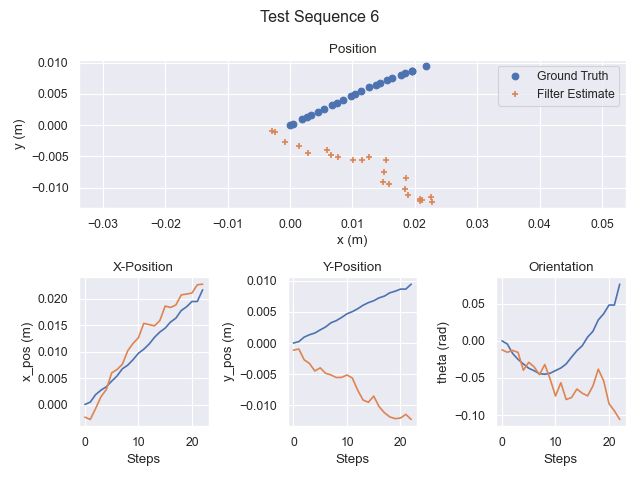 Test Sequence 6
Position
0.010
0.005
0.000
−0.005
−0.010
y (m)
Ground Truth
Filter Estimate
−0.03 −0.02 −0.01 0.00 0.01 0.02 0.03 0.04 0.05
x (m)
X-Position
0.020
0.015
0.010
0.005
0.000
x_pos (m)
0 10 20
Steps
Y-Position
0.010
0.005
0.000
−0.005
−0.010
y_pos (m)
0 10 20
Steps
Orientation
0.05
0.00
−0.05
−0.10
theta (rad)
0 10 20
Steps